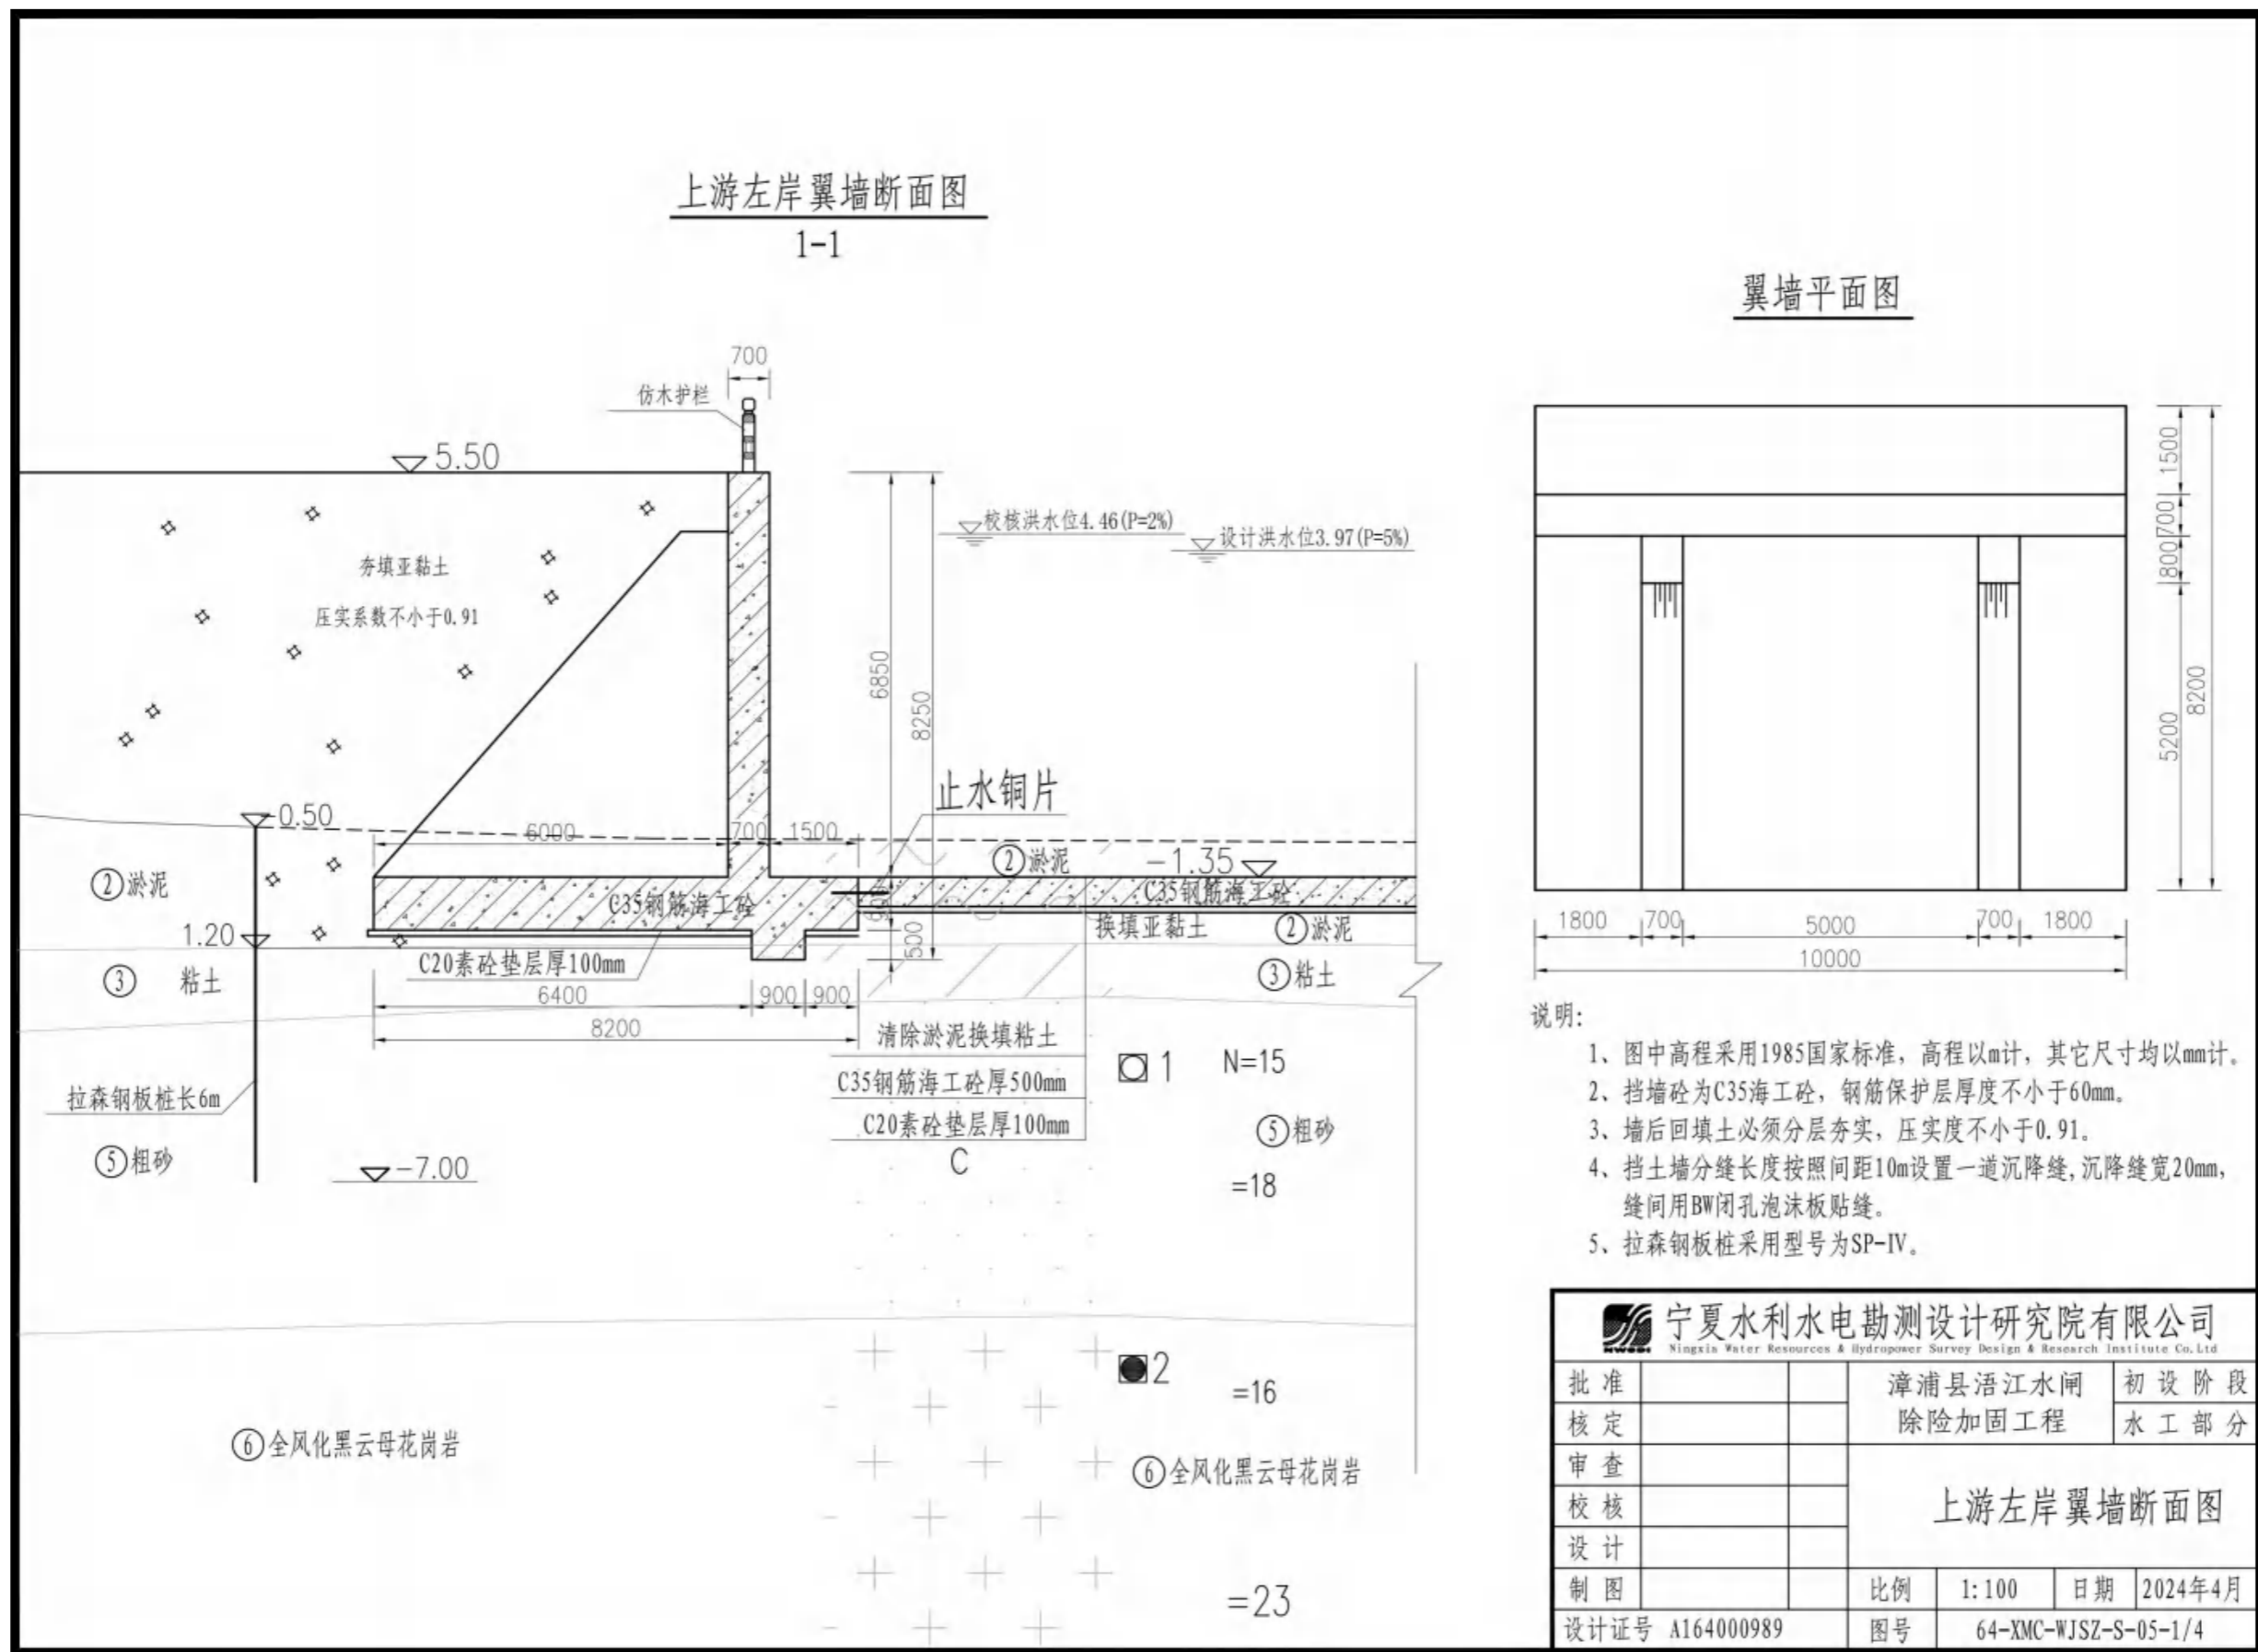 上游左岸翼墙断面图
1-1
翼墙平面图
700
仿木护栏
5.50
校核洪水位4.46(P=2%)
设计洪水位3.97(P=5%)
夯填亚黏土
压实系数不小于0.91
6850
8250
止水铜片
-0.50
6000
700
1500
②淤泥
②淤泥
-1.35
C35钢筋海工砼
C35钢筋海工砼
900
500
换填亚黏土
②淤泥
1.20
③ 粘土
C20素砼垫层厚100mm
③粘土
6400
900
900
8200
清除淤泥换填粘土
C35钢筋海工砼厚500mm
C20素砼垫层厚100mm
C
1
N=15
拉森钢板桩长6m
⑤粗砂
⑤粗砂
-7.00
=18
2
=16
⑥全风化黑云母花岗岩
⑥全风化黑云母花岗岩
=23
1500
700
800
5200
8200
1800
700
5000
700
1800
10000
说明:
1、图中高程采用1985国家标准，高程以m计，其它尺寸均以mm计。
2、挡墙砼为C35海工砼，钢筋保护层厚度不小于60mm。
3、墙后回填土必须分层夯实，压实度不小于0.91。
4、挡土墙分缝长度按照间距10m设置一道沉降缝,沉降缝宽20mm,
缝间用BW闭孔泡沫板贴缝。
5、拉森钢板桩采用型号为SP-IV。
宁夏水利水电勘测设计研究院有限公司
NWRDI
Ningxia Water Resources & Hydropower Survey Design & Research Institute Co.Ltd
批准
漳浦县浯江水闸
初设阶段
核定
除险加固工程
水工部分
审查
校核
上游左岸翼墙断面图
设计
制图
比例
1:100
日期
2024年4月
设计证号 A164000989
图号
64-XMC-WJSZ-S-05-1/4